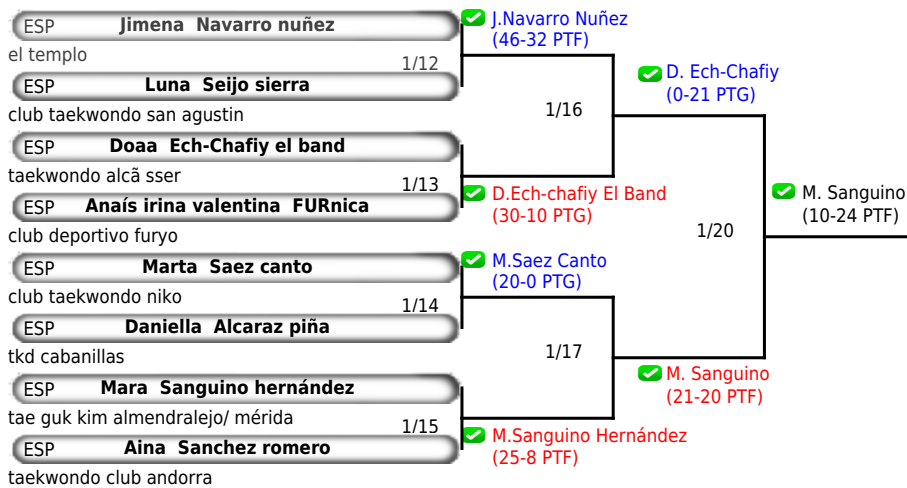 ESP Jimena Navarro nuñez
el templo
1/12
ESP Luna Seijo sierra
club taekwondo san agustin
ESP Doaa Ech-Chafiy el band
taekwondo alcã sser
1/13
ESP Anaís irina valentina FURnica
club deportivo furyo
ESP Marta Saez canto
club taekwondo niko
1/14
ESP Daniella Alcaraz piña
tkd cabanillas
ESP Mara Sanguino hernández
tae guk kim almendralejo/ mérida
1/15
ESP Aina Sanchez romero
taekwondo club andorra
J.Navarro Nuñez
(46-32 PTF)
1/16
D.Ech-chafiy El Band
(30-10 PTG)
M.Saez Canto
(20-0 PTG)
1/17
M.Sanguino Hernández
(25-8 PTF)
D. Ech-Chafiy
(0-21 PTG)
1/20
M. Sanguino
(21-20 PTF)
M. Sanguino
(10-24 PTF)